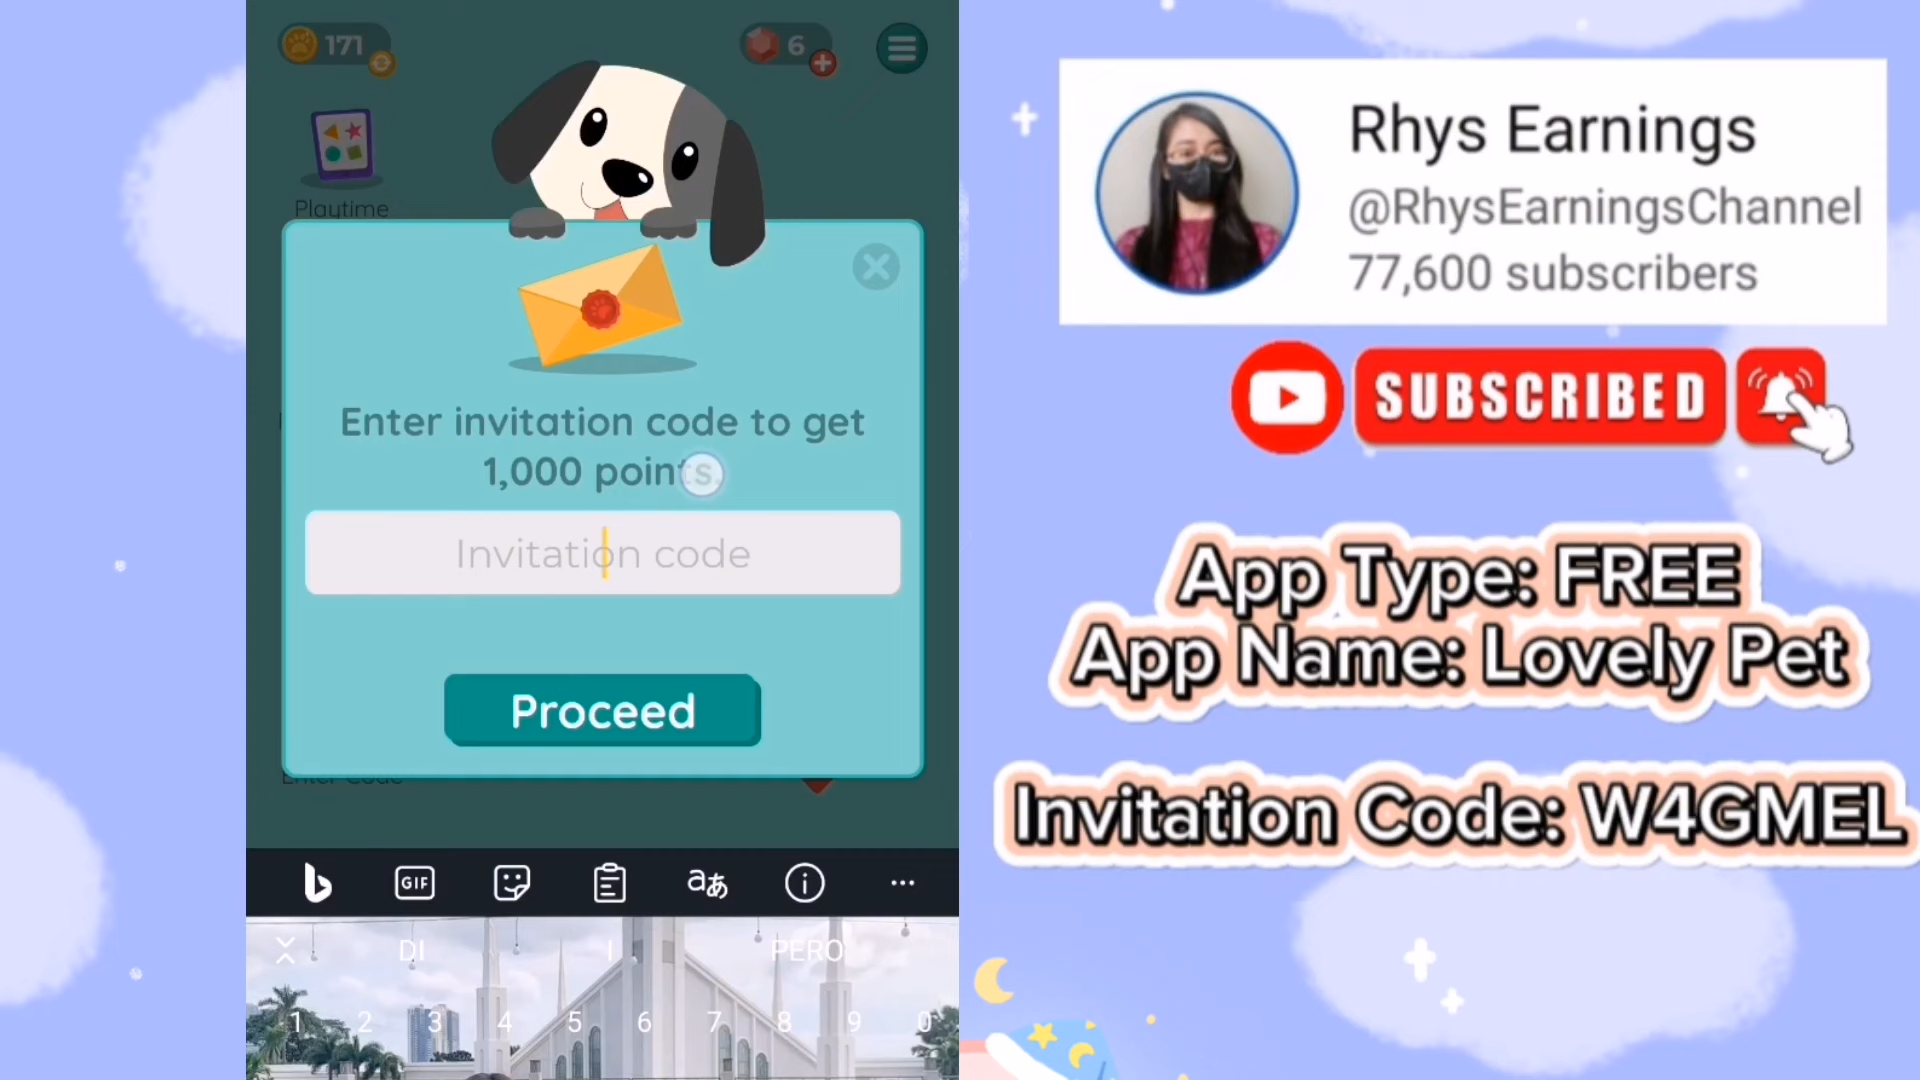 171
6
Playtime
Enter invitation code to get
1,000 points.
Invitation code
Proceed
Enter Code
GIF
aあ
DI
I
PERO
1 2 3 4 5 6 7 8 9 0
Rhys Earnings
@RhysEarningsChannel
77,600 subscribers
SUBSCRIBED
App Type: FREE
App Name: Lovely Pet
Invitation Code: W4GMEL